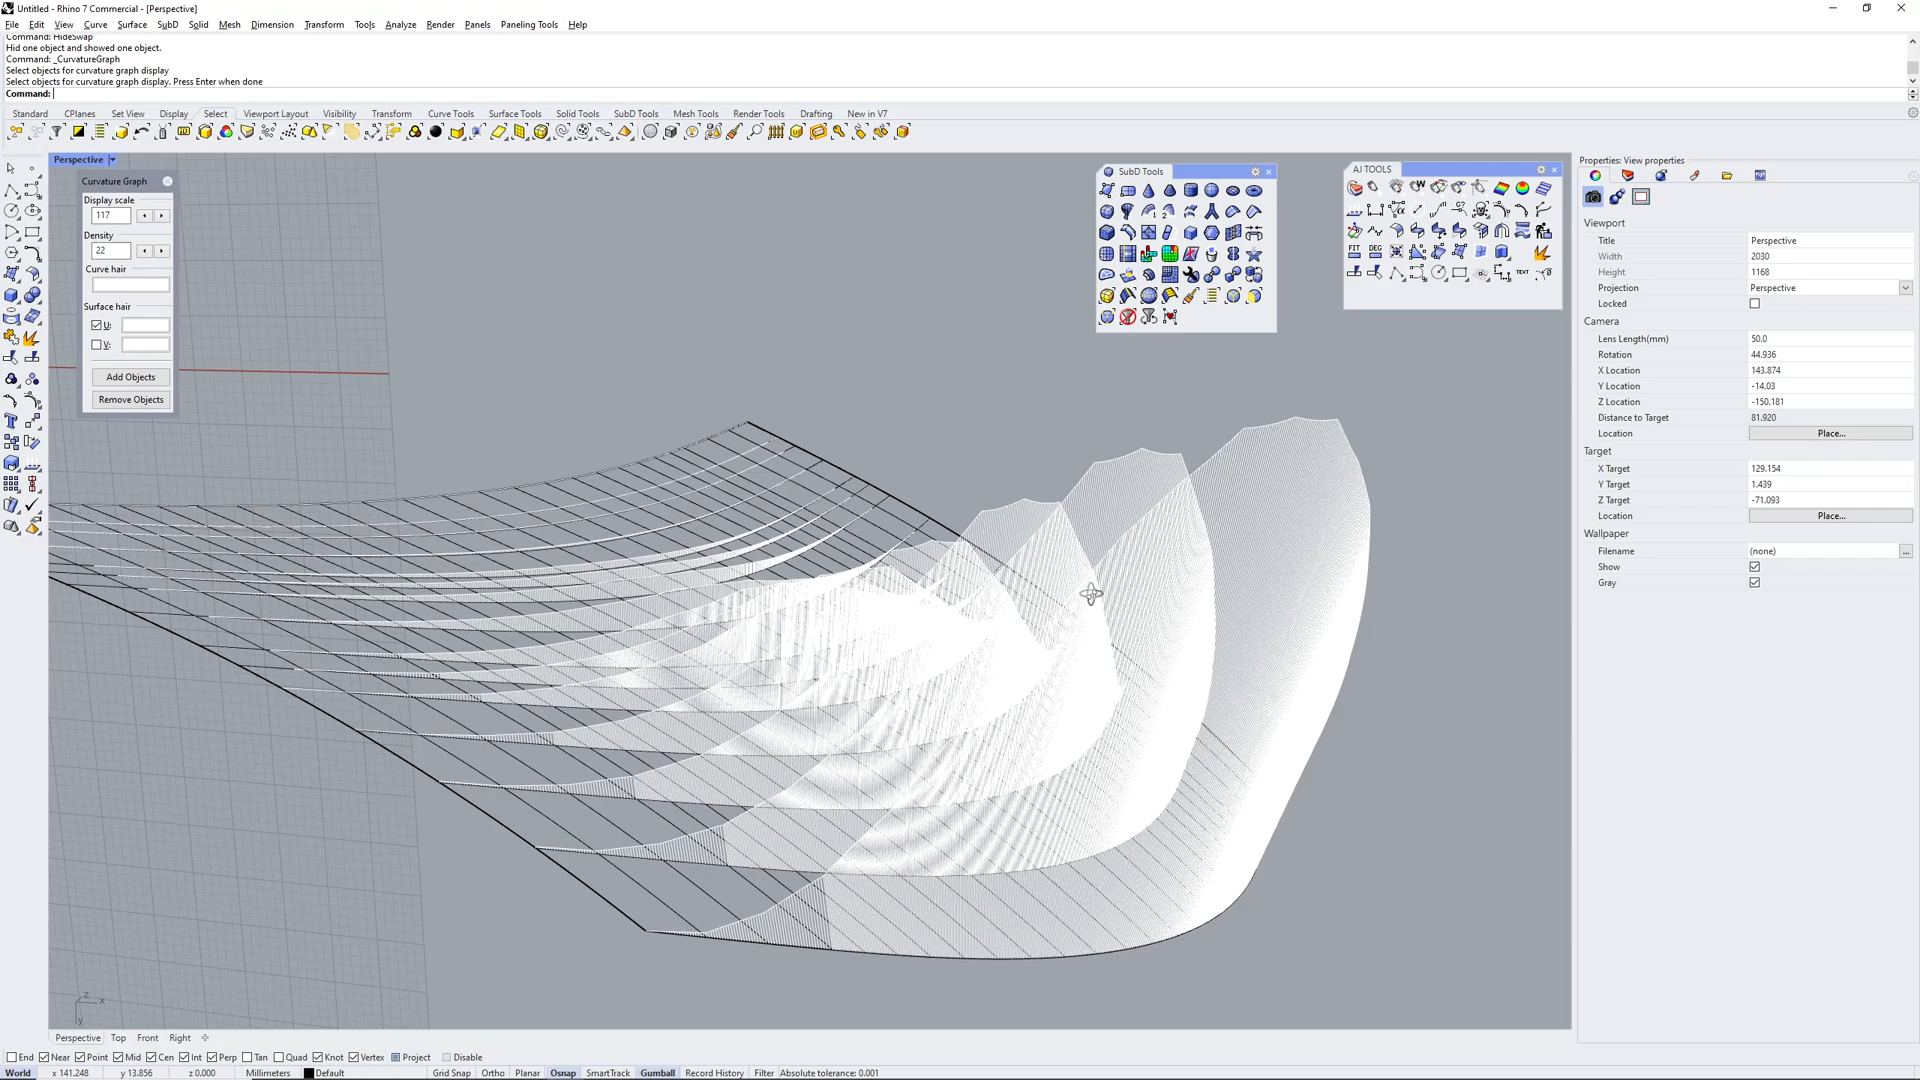 Untitled - Rhino 7 Commercial - [Perspective]
File Edit View Curve Surface SubD Solid Mesh Dimension Transform Tools Analyze Render Panels Paneling Tools Help
Command: HideSwap
Hid one object and showed one object.
Command: _CurvatureGraph
Select objects for curvature graph display
Select objects for curvature graph display. Press Enter when done
Command:
Standard CPlanes Set View Display Select Viewport Layout Visibility Transform Curve Tools Surface Tools Solid Tools SubD Tools Mesh Tools Render Tools Drafting New in V7
Perspective
Curvature Graph
Display scale
117
Density
22
Curve hair
Surface hair
U:
V:
Add Objects
Remove Objects
SubD Tools
AJ TOOLS
FIT DEG
TEXT
Properties: View properties
Viewport
Title Perspective
Width 2030
Height 1168
Projection Perspective
Locked
Camera
Lens Length(mm) 50.0
Rotation 44.936
X Location 143.874
Y Location -14.03
Z Location -150.181
Distance to Target 81.920
Location Place...
Target
X Target 129.154
Y Target 1.439
Z Target -71.093
Location Place...
Wallpaper
Filename (none) ...
Show
Gray
z x
y
Perspective Top Front Right
End Near Point Mid Cen Int Perp Tan Quad Knot Vertex Project Disable
World x 141.248 y 13.856 z 0.000 Millimeters Default Grid Snap Ortho Planar Osnap SmartTrack Gumball Record History Filter Absolute tolerance: 0.001